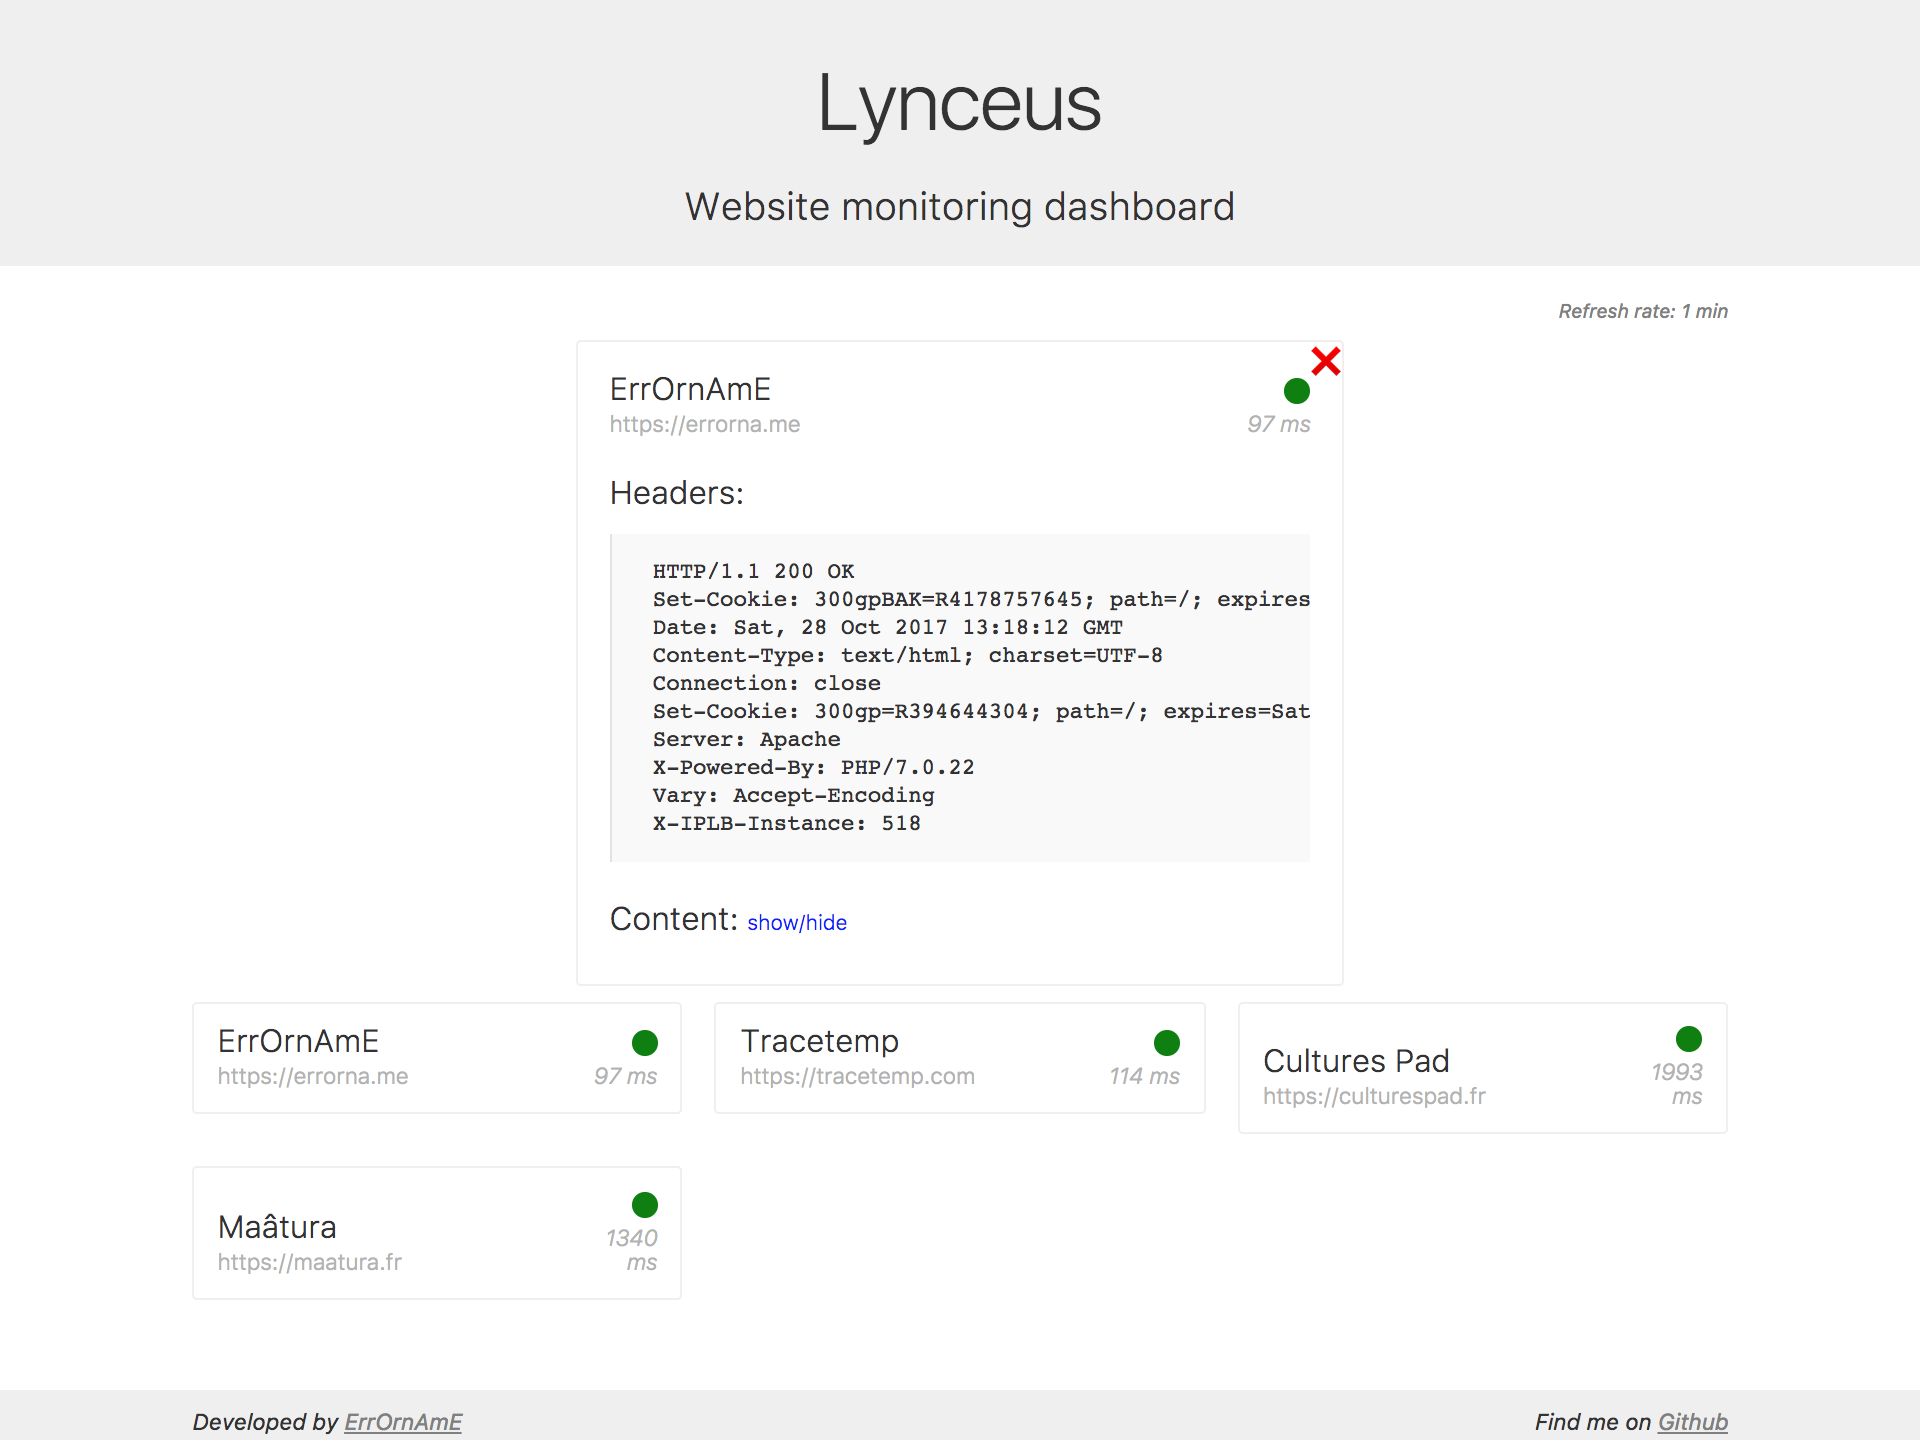 Lynceus
Website monitoring dashboard
Refresh rate: 1 min
ErrOrnAmE
https://errorna.me
97 ms
Headers:
HTTP/1.1 200 OK
Set-Cookie: 300gpBAK=R4178757645; path=/; expires
Date: Sat, 28 Oct 2017 13:18:12 GMT
Content-Type: text/html; charset=UTF-8
Connection: close
Set-Cookie: 300gp=R394644304; path=/; expires=Sat
Server: Apache
X-Powered-By: PHP/7.0.22
Vary: Accept-Encoding
X-IPLB-Instance: 518
Content: show/hide
ErrOrnAmE
https://errorna.me
97 ms
Tracetemp
https://tracetemp.com
114 ms
Cultures Pad
https://culturespad.fr
1993
ms
Maâtura
https://maatura.fr
1340
ms
Developed by ErrOrnAmE
Find me on Github